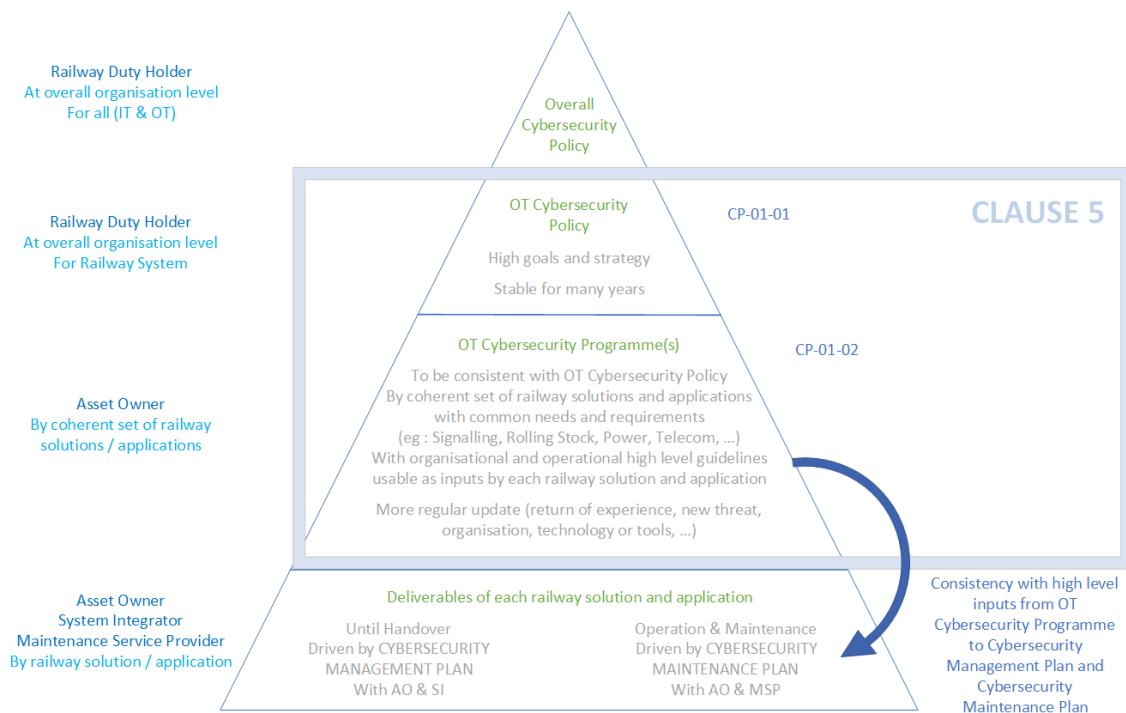 Railway Duty Holder
At overall organisation level
For all (IT & OT)
Overall
Cybersecurity
Policy
Railway Duty Holder
At overall organisation level
For Railway System
OT Cybersecurity
Policy
High goals and strategy
Stable for many years
CP-01-01
CLAUSE 5
Asset Owner
By coherent set of railway
solutions / applications
OT Cybersecurity Programme(s)
To be consistent with OT Cybersecurity Policy
By coherent set of railway solutions and applications
with common needs and requirements
(eg : Signalling, Rolling Stock, Power, Telecom, ...)
With organisational and operational high level guidelines
usable as inputs by each railway solution and application
More regular update (return of experience, new threat,
organisation, technology or tools, ...)
CP-01-02
Asset Owner
System Integrator
Maintenance Service Provider
By railway solution / application
Deliverables of each railway solution and application
Until Handover
Driven by CYBERSECURITY
MANAGEMENT PLAN
With AO & SI
Operation & Maintenance
Driven by CYBERSECURITY
MAINTENANCE PLAN
With AO & MSP
Consistency with high level
inputs from OT
Cybersecurity Programme
to Cybersecurity
Management Plan and
Cybersecurity
Maintenance Plan